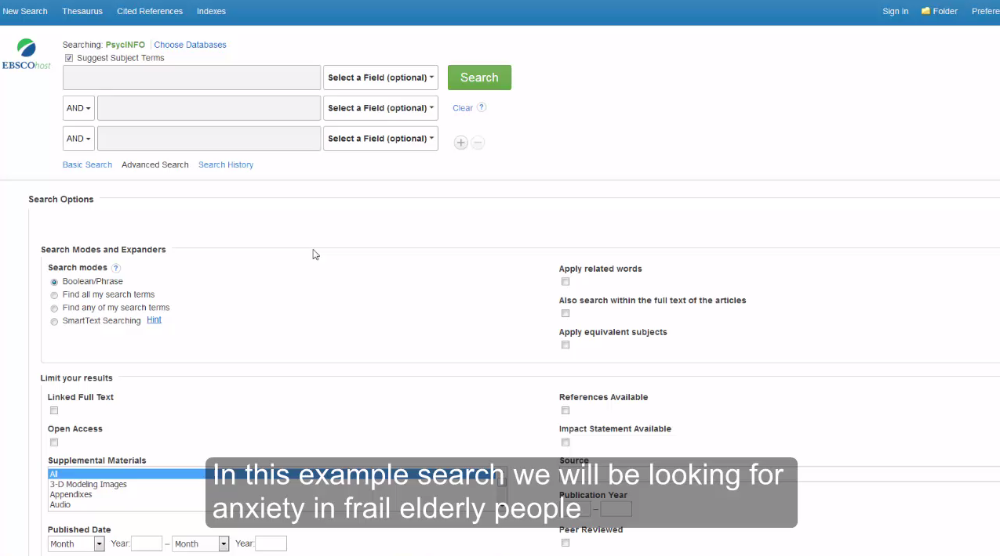 New Search Thesaurus Cited References Indexes Sign In Folder Prefere
EBSCOhost
Searching: PsycINFO Choose Databases
Suggest Subject Terms
Select a Field (optional) Search
AND Select a Field (optional) Clear ?
AND Select a Field (optional)
Basic Search Advanced Search Search History
Search Options
Search Modes and Expanders
Search modes ?
Boolean/Phrase
Find all my search terms
Find any of my search terms
SmartText Searching Hint
Apply related words
Also search within the full text of the articles
Apply equivalent subjects
Limit your results
Linked Full Text
Open Access
Supplemental Materials
All
3-D Modeling Images
Appendixes
Audio
Published Date
Month Year: – Month Year:
References Available
Impact Statement Available
Source
Publication Year
–
Peer Reviewed
In this example search we will be looking for
anxiety in frail elderly people